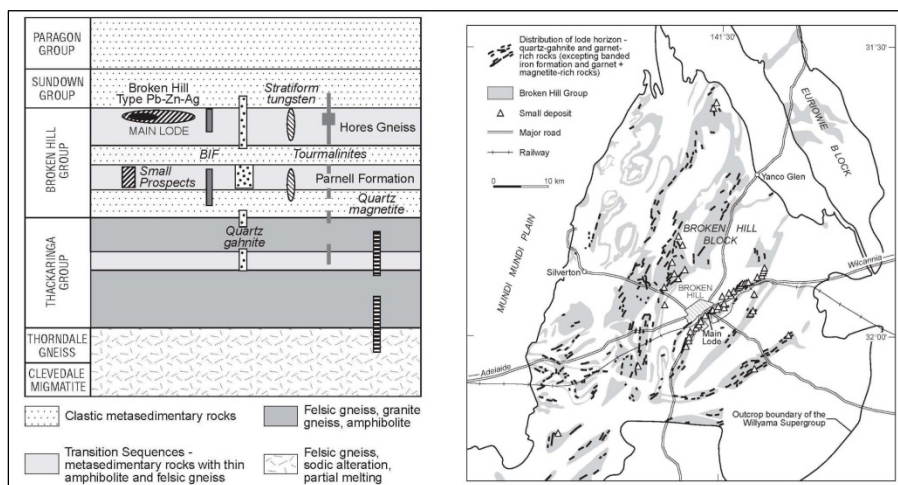 PARAGON
GROUP
SUNDOWN
GROUP
BROKEN HILL
GROUP
THACKARINGA
GROUP
THORNDALE
GNEISS
CLEVEDALE
MIGMATITE
Broken Hill
Type Pb-Zn-Ag
MAIN LODE
Stratiform
tungsten
Hores Gneiss
BIF
Tourmalinites
Small
Prospects
Parnell Formation
Quartz
magnetite
Quartz
gahnite
Clastic metasedimentary rocks
Felsic gneiss, granite
gneiss, amphibolite
Transition Sequences -
metasedimentary rocks with thin
amphibolite and felsic gneiss
Felsic gneiss,
sodic alteration,
partial melting
141°30'
31°30'
Distribution of lode horizon -
quartz-gahnite and garnet-
rich rocks (excepting banded
iron formation and garnet +
magnetite-rich rocks)
Broken Hill Group
Small deposit
Major road
Railway
0 10 km
EURIOWIE
BLOCK
Yanco Glen
MUNDI MUNDI PLAIN
BROKEN HILL
BLOCK
Silverton
Wilcannia
BROKEN
HILL
Main
Lode
32°00'
Adelaide
Outcrop boundary of the
Willyama Supergroup